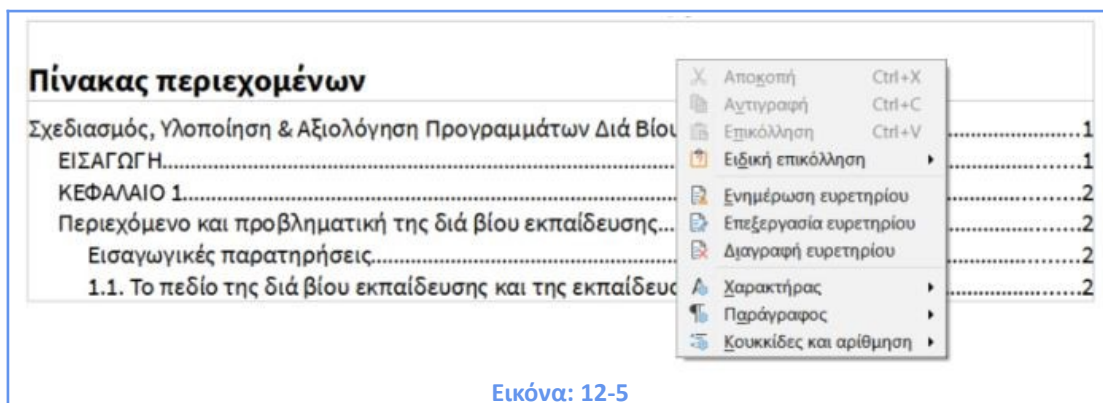 Πίνακας περιεχομένων
Σχεδιασμός, Υλοποίηση & Αξιολόγηση Προγραμμάτων Διά Βίου.......................1
ΕΙΣΑΓΩΓΗ.......................1
ΚΕΦΑΛΑΙΟ 1.......................2
Περιεχόμενο και προβληματική της διά βίου εκπαίδευσης.......................2
Εισαγωγικές παρατηρήσεις.......................2
1.1. Το πεδίο της διά βίου εκπαίδευσης και της εκπαίδευσ.......................2
Αποκοπή Ctrl+X
Αντιγραφή Ctrl+C
Επικόλληση Ctrl+V
Ειδική επικόλληση
Ενημέρωση ευρετηρίου
Επεξεργασία ευρετηρίου
Διαγραφή ευρετηρίου
Χαρακτήρας
Παράγραφος
Κουκκίδες και αρίθμηση
Εικόνα: 12-5